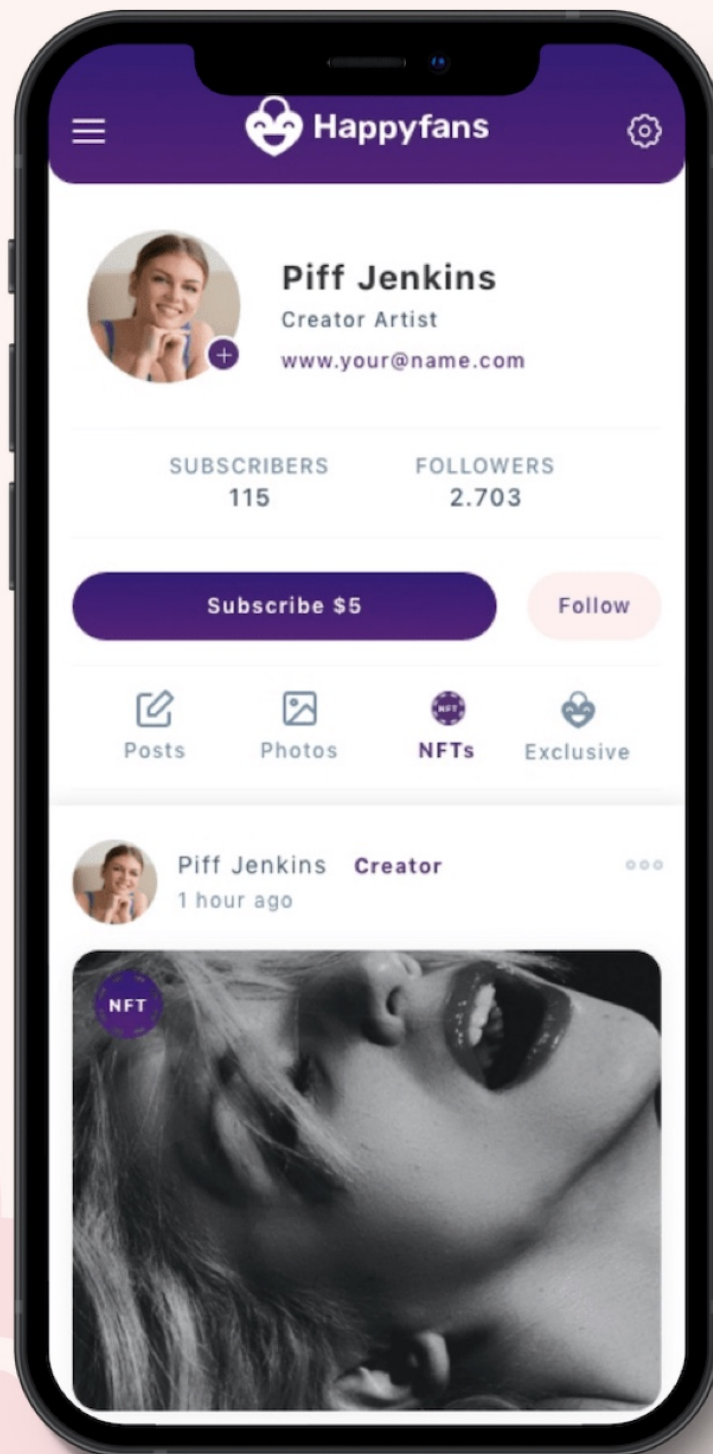 Happyfans
Piff Jenkins
Creator Artist
www.your@name.com
SUBSCRIBERS FOLLOWERS
115 2.703
Subscribe $5 Follow
NFT
Posts Photos NFTs Exclusive
Piff Jenkins Creator
1 hour ago
NFT